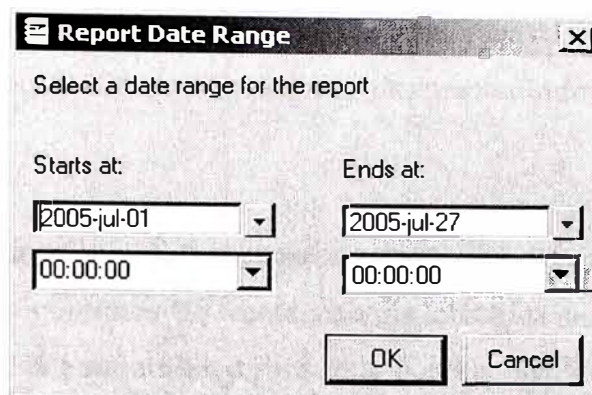 Report Date Range
Select a date range for the report
Starts at:
Ends at:
2005-jul-01
2005-jul-27
00:00:00
00:00:00
OK
Cancel